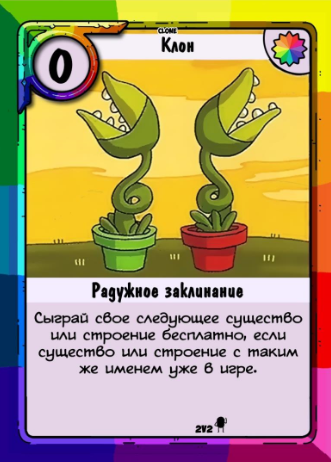 CLONE
Клон
0
Радужное заклинание
Сыграй свое следующее существо
или строение бесплатно, если
существо или строение с таким
же именем уже в игре.
2V2